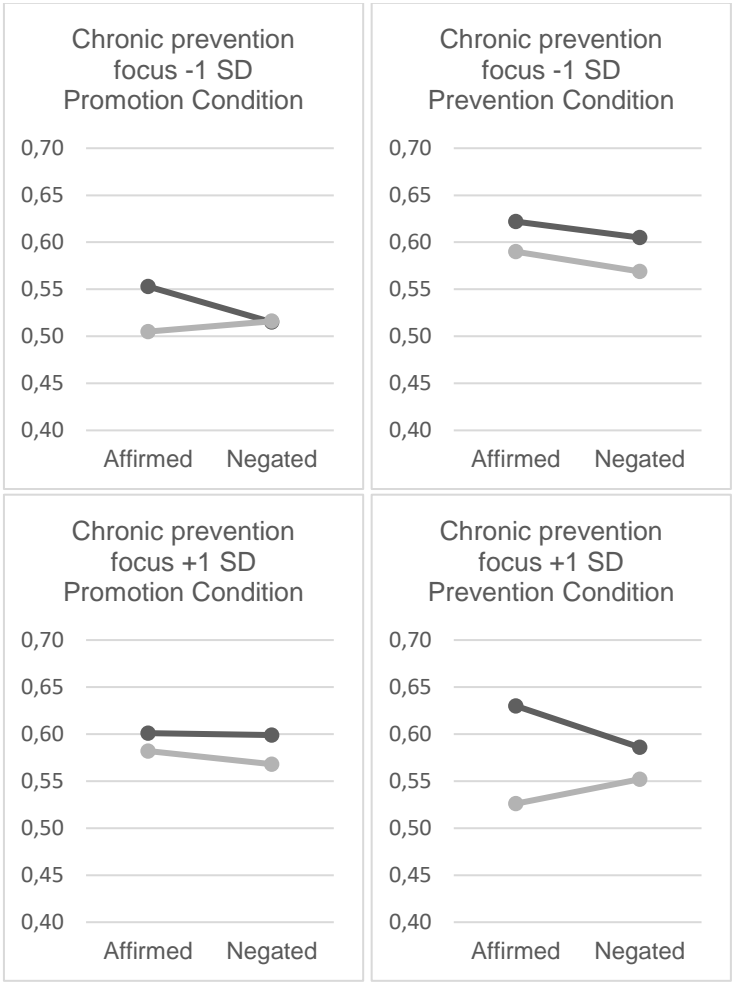 Chronic prevention
focus -1 SD
Promotion Condition
0,70
0,65
0,60
0,55
0,50
0,45
0,40
Affirmed Negated
Chronic prevention
focus -1 SD
Prevention Condition
0,70
0,65
0,60
0,55
0,50
0,45
0,40
Affirmed Negated
Chronic prevention
focus +1 SD
Promotion Condition
0,70
0,65
0,60
0,55
0,50
0,45
0,40
Affirmed Negated
Chronic prevention
focus +1 SD
Prevention Condition
0,70
0,65
0,60
0,55
0,50
0,45
0,40
Affirmed Negated